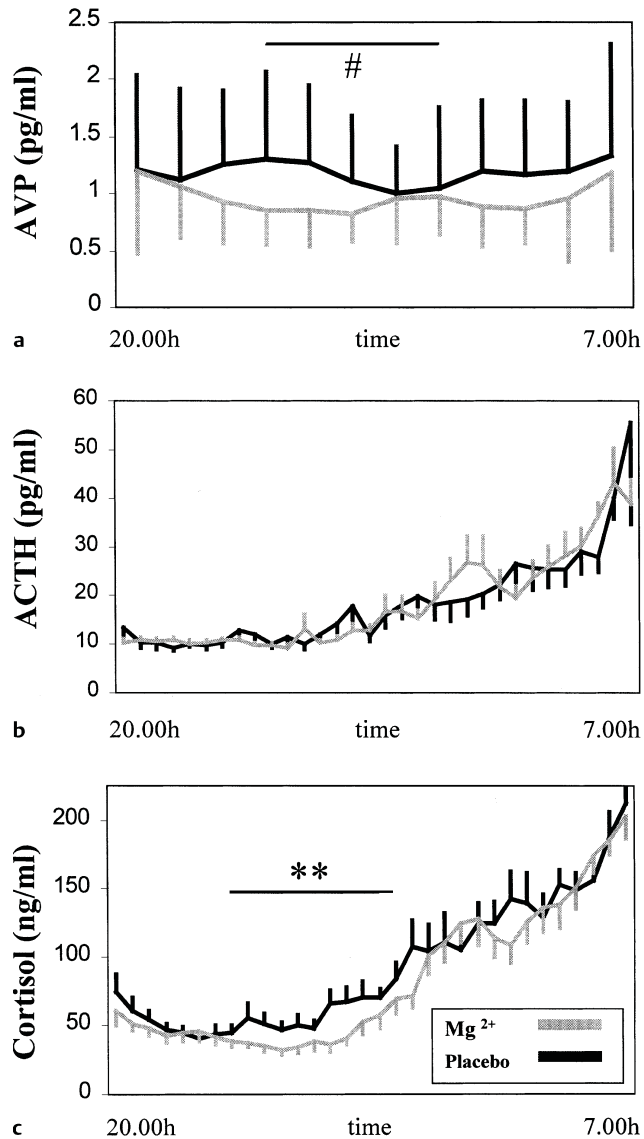 AVP (pg/ml)
2.5
2
1.5
1
0.5
0
#
a
20.00h time 7.00h
ACTH (pg/ml)
60
50
40
30
20
10
0
b
20.00h time 7.00h
Cortisol (ng/ml)
200
150
100
50
0
**
Mg 2+
Placebo
c
20.00h time 7.00h